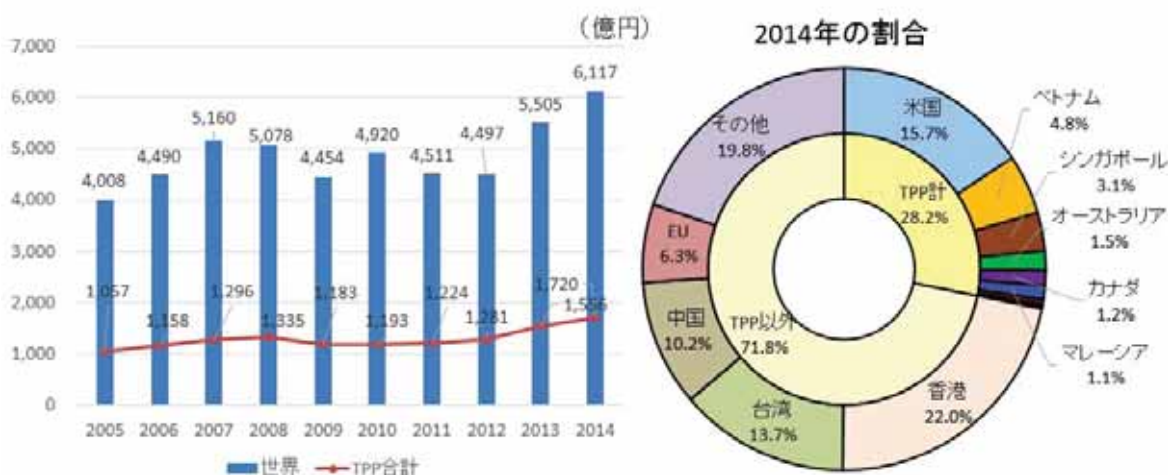 （億円）
7,000
6,000
5,000
4,000
3,000
2,000
1,000
0
4,008
4,490
5,160
5,078
4,454
4,920
4,511
4,497
5,505
6,117
1,057
1,158
1,296
1,335
1,183
1,193
1,224
1,281
1,720
1,556
2005 2006 2007 2008 2009 2010 2011 2012 2013 2014
世界 TPP合計
2014年の割合
米国
15.7%
ベトナム
4.8%
シンガポール
3.1%
オーストラリア
1.5%
カナダ
1.2%
マレーシア
1.1%
香港
22.0%
台湾
13.7%
中国
10.2%
EU
6.3%
その他
19.8%
TPP計
28.2%
TPP以外
71.8%